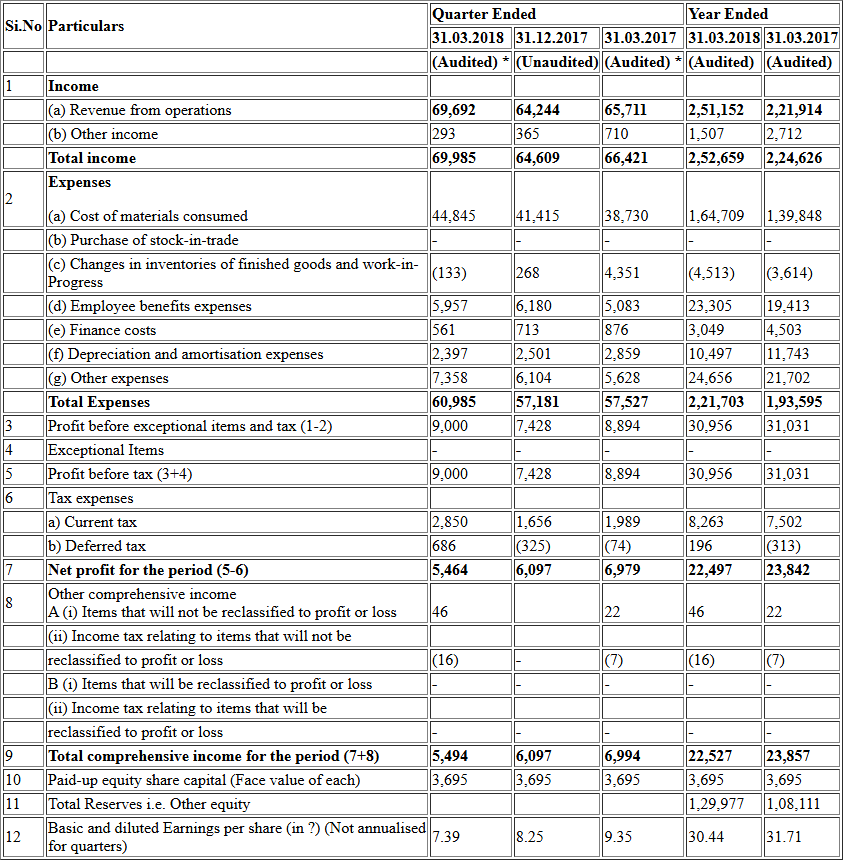 Si.No Particulars Quarter Ended Year Ended
31.03.2018 31.12.2017 31.03.2017 31.03.2018 31.03.2017
(Audited) * (Unaudited) (Audited) * (Audited) (Audited)
1 Income
(a) Revenue from operations 69,692 64,244 65,711 2,51,152 2,21,914
(b) Other income 293 365 710 1,507 2,712
Total income 69,985 64,609 66,421 2,52,659 2,24,626
2 Expenses
(a) Cost of materials consumed 44,845 41,415 38,730 1,64,709 1,39,848
(b) Purchase of stock-in-trade - - - - -
(c) Changes in inventories of finished goods and work-in-
Progress (133) 268 4,351 (4,513) (3,614)
(d) Employee benefits expenses 5,957 6,180 5,083 23,305 19,413
(e) Finance costs 561 713 876 3,049 4,503
(f) Depreciation and amortisation expenses 2,397 2,501 2,859 10,497 11,743
(g) Other expenses 7,358 6,104 5,628 24,656 21,702
Total Expenses 60,985 57,181 57,527 2,21,703 1,93,595
3 Profit before exceptional items and tax (1-2) 9,000 7,428 8,894 30,956 31,031
4 Exceptional Items - - - - -
5 Profit before tax (3+4) 9,000 7,428 8,894 30,956 31,031
6 Tax expenses
a) Current tax 2,850 1,656 1,989 8,263 7,502
b) Deferred tax 686 (325) (74) 196 (313)
7 Net profit for the period (5-6) 5,464 6,097 6,979 22,497 23,842
8 Other comprehensive income
A (i) Items that will not be reclassified to profit or loss 46 22 46 22
(ii) Income tax relating to items that will not be
reclassified to profit or loss (16) - (7) (16) (7)
B (i) Items that will be reclassified to profit or loss - - - - -
(ii) Income tax relating to items that will be
reclassified to profit or loss - - - - -
9 Total comprehensive income for the period (7+8) 5,494 6,097 6,994 22,527 23,857
10 Paid-up equity share capital (Face value of each) 3,695 3,695 3,695 3,695 3,695
11 Total Reserves i.e. Other equity 1,29,977 1,08,111
12 Basic and diluted Earnings per share (in ?) (Not annualised
for quarters) 7.39 8.25 9.35 30.44 31.71